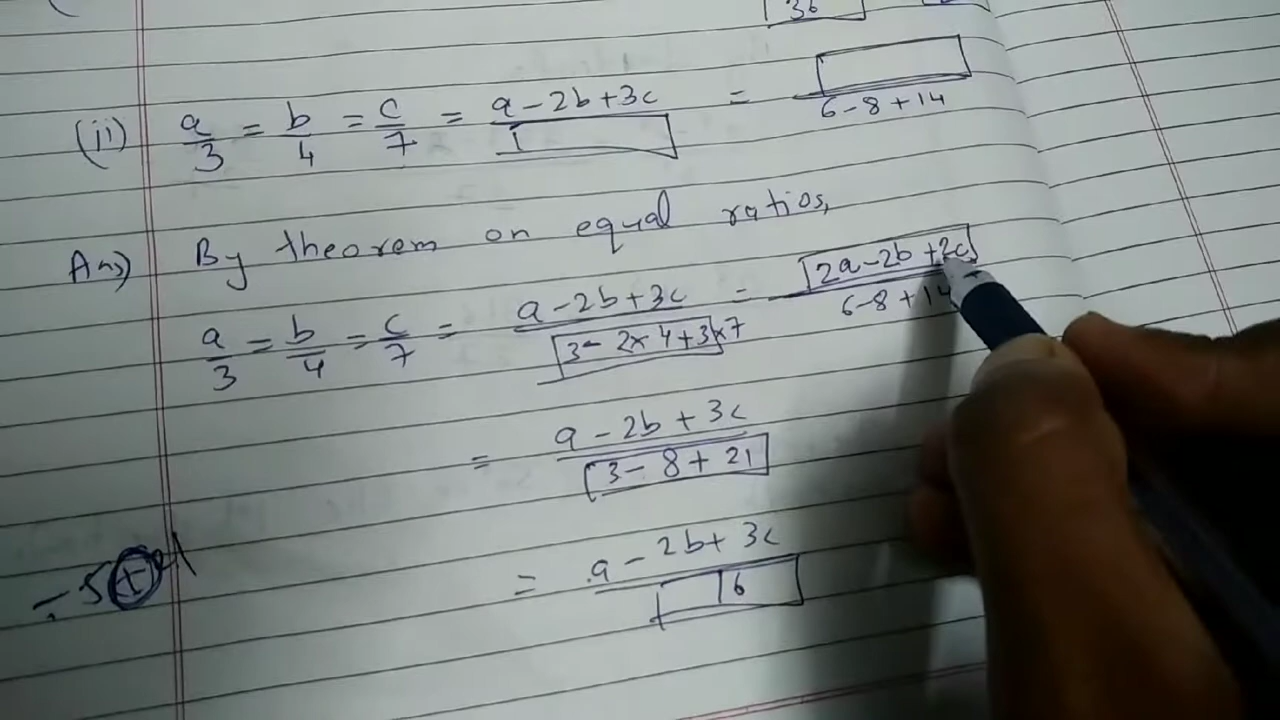 36
(ii) a/3 = b/4 = c/7 = a-2b+3c/[ ] = [ ]/6-8+14
Ans) By theorem on equal ratios,
a/3 = b/4 = c/7 = a-2b+3c/3-2×4+3×7 = 2a-2b+2c/6-8+14
= a-2b+3c/3-8+21
= a-2b+3c/16
-5+21